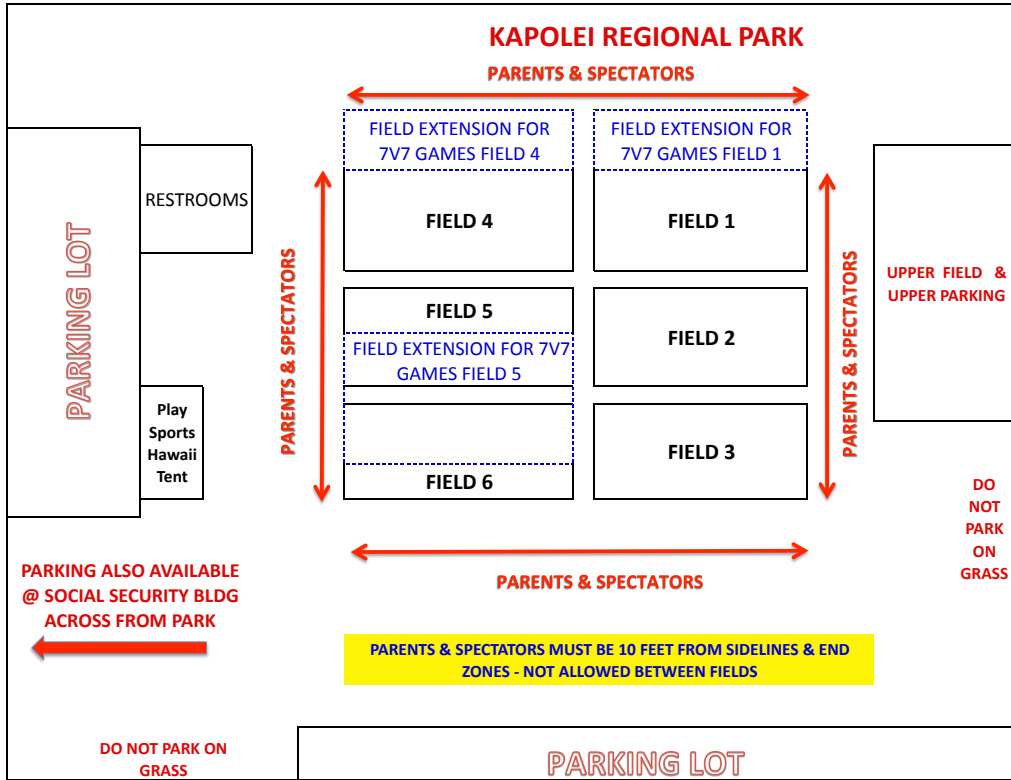 KAPOLEI REGIONAL PARK
PARENTS & SPECTATORS
FIELD EXTENSION FOR
7V7 GAMES FIELD 4
FIELD EXTENSION FOR
7V7 GAMES FIELD 1
PARKING LOT
RESTROOMS
FIELD 4
FIELD 1
PARENTS & SPECTATORS
PARENTS & SPECTATORS
UPPER FIELD &
UPPER PARKING
FIELD 5
FIELD EXTENSION FOR 7V7
GAMES FIELD 5
FIELD 2
Play
Sports
Hawaii
Tent
FIELD 6
FIELD 3
DO
NOT
PARK
ON
GRASS
PARKING ALSO AVAILABLE
@ SOCIAL SECURITY BLDG
ACROSS FROM PARK
PARENTS & SPECTATORS
PARENTS & SPECTATORS MUST BE 10 FEET FROM SIDELINES & END
ZONES - NOT ALLOWED BETWEEN FIELDS
DO NOT PARK ON
GRASS
PARKING LOT